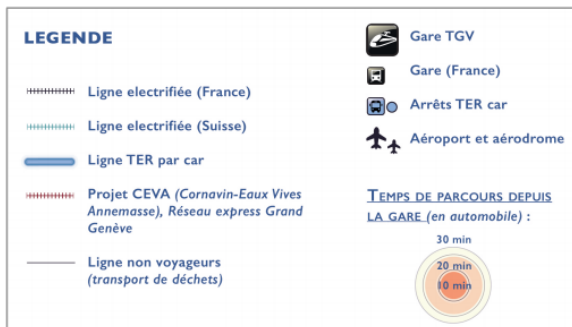 LEGENDE
Ligne electrifiée (France)
Ligne electrifiée (Suisse)
Ligne TER par car
Projet CEVA (Cornavin-Eaux Vives
Annemasse), Réseau express Grand
Genève
Ligne non voyageurs
(transport de déchets)
Gare TGV
Gare (France)
Arrêts TER car
Aéroport et aérodrome
TEMPS DE PARCOURS DEPUIS
LA GARE (en automobile) :
30 min
20 min
10 min